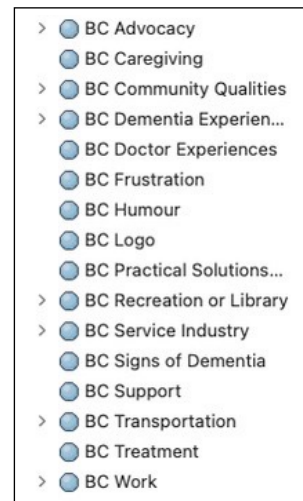 BC Advocacy
BC Caregiving
BC Community Qualities
BC Dementia Experien...
BC Doctor Experiences
BC Frustration
BC Humour
BC Logo
BC Practical Solutions...
BC Recreation or Library
BC Service Industry
BC Signs of Dementia
BC Support
BC Transportation
BC Treatment
BC Work